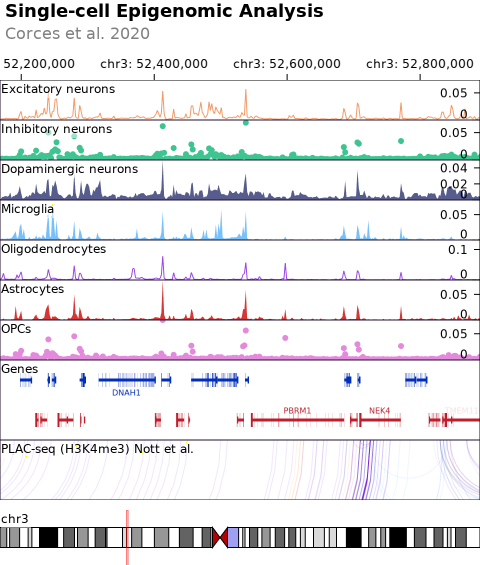 Single-cell Epigenomic Analysis
Corces et al. 2020
52,200,000 chr3: 52,400,000 chr3: 52,600,000 chr3: 52,800,000
Excitatory neurons 0.05
0
Inhibitory neurons 0.05
0
Dopaminergic neurons 0.04
0.02
0
Microglia 0.05
0
Oligodendrocytes 0.1
0
Astrocytes 0.05
0
OPCs 0.05
0
Genes
DNAH1
PBRM1 NEK4
PLAC-seq (H3K4me3) Nott et al.
chr3